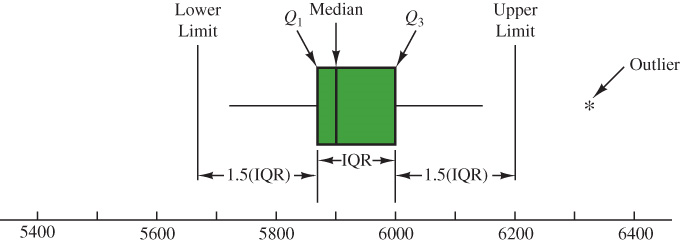 Lower
Limit
Q1
Median
Q3
Upper
Limit
Outlier
*
IQR
1.5(IQR)
1.5(IQR)
5400 5600 5800 6000 6200 6400